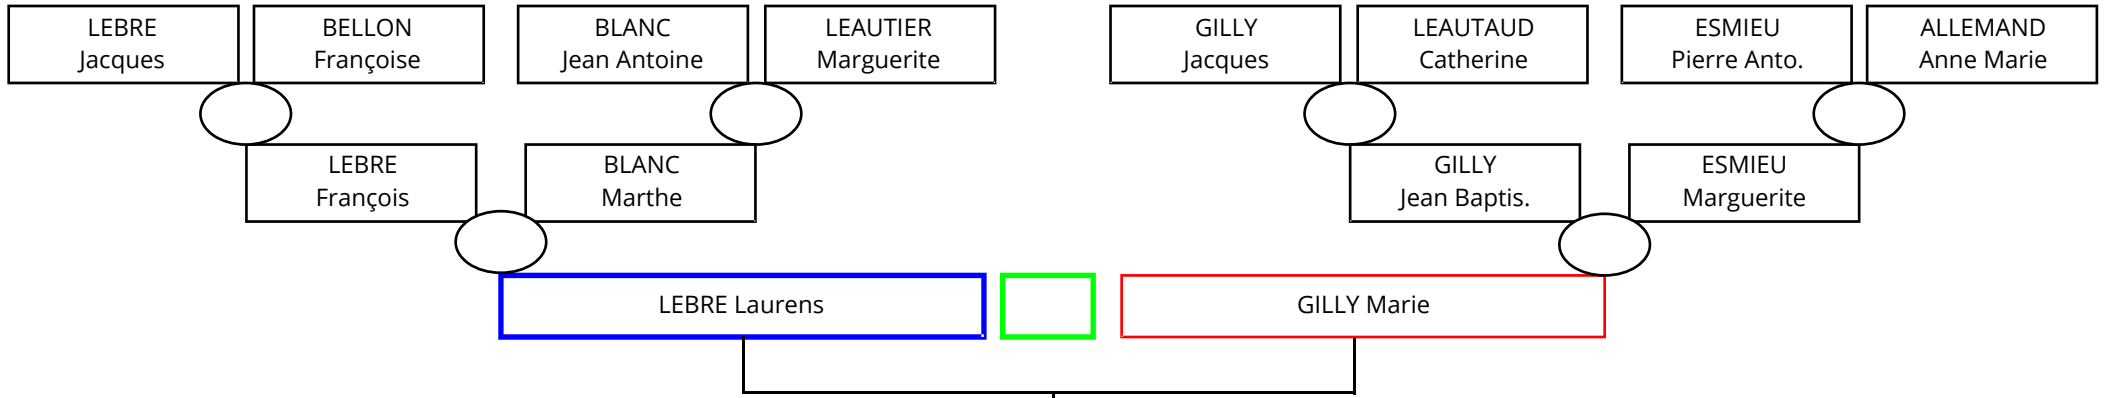 LEBRE
Jacques
BELLON
Françoise
BLANC
Jean Antoine
LEAUTIER
Marguerite
GILLY
Jacques
LEAUTAUD
Catherine
ESMIEU
Pierre Anto.
ALLEMAND
Anne Marie
LEBRE
François
BLANC
Marthe
GILLY
Jean Baptis.
ESMIEU
Marguerite
LEBRE Laurens
GILLY Marie